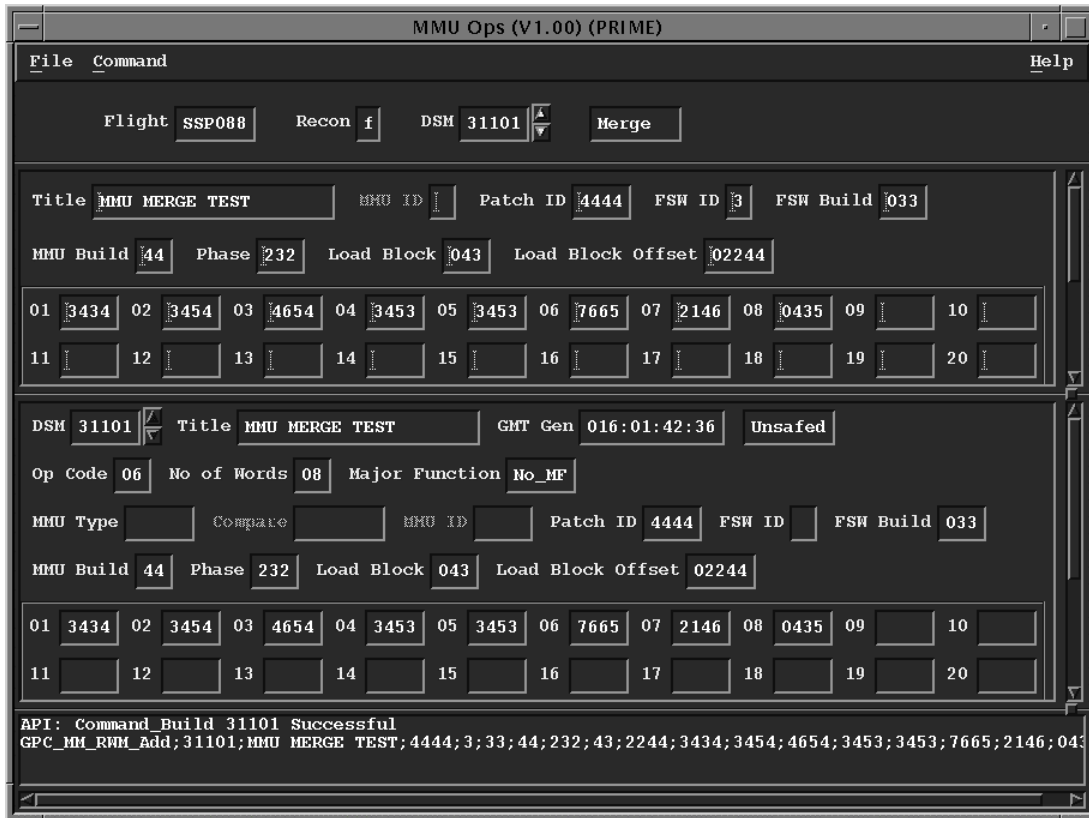 MMU Ops (V1.00) (PRIME)
File Command Help
Flight SSP088 Recon f DSM 31101 Merge
Title MMU MERGE TEST MMU ID Patch ID 4444 FSW ID 3 FSW Build 033
MMU Build 44 Phase 232 Load Block 043 Load Block Offset 02244
01 3434 02 3454 03 4654 04 3453 05 3453 06 7665 07 2146 08 0435 09 10
11 12 13 14 15 16 17 18 19 20
DSM 31101 Title MMU MERGE TEST GMT Gen 016:01:42:36 Unsafed
Op Code 06 No of Words 08 Major Function No_MF
MMU Type Compare MMU ID Patch ID 4444 FSW ID FSW Build 033
MMU Build 44 Phase 232 Load Block 043 Load Block Offset 02244
01 3434 02 3454 03 4654 04 3453 05 3453 06 7665 07 2146 08 0435 09 10
11 12 13 14 15 16 17 18 19 20
API: Command_Build 31101 Successful
GPC_MM_RWM_Add;31101;MMU MERGE TEST;4444;3;33;44;232;43;2244;3434;3454;4654;3453;3453;7665;2146;043